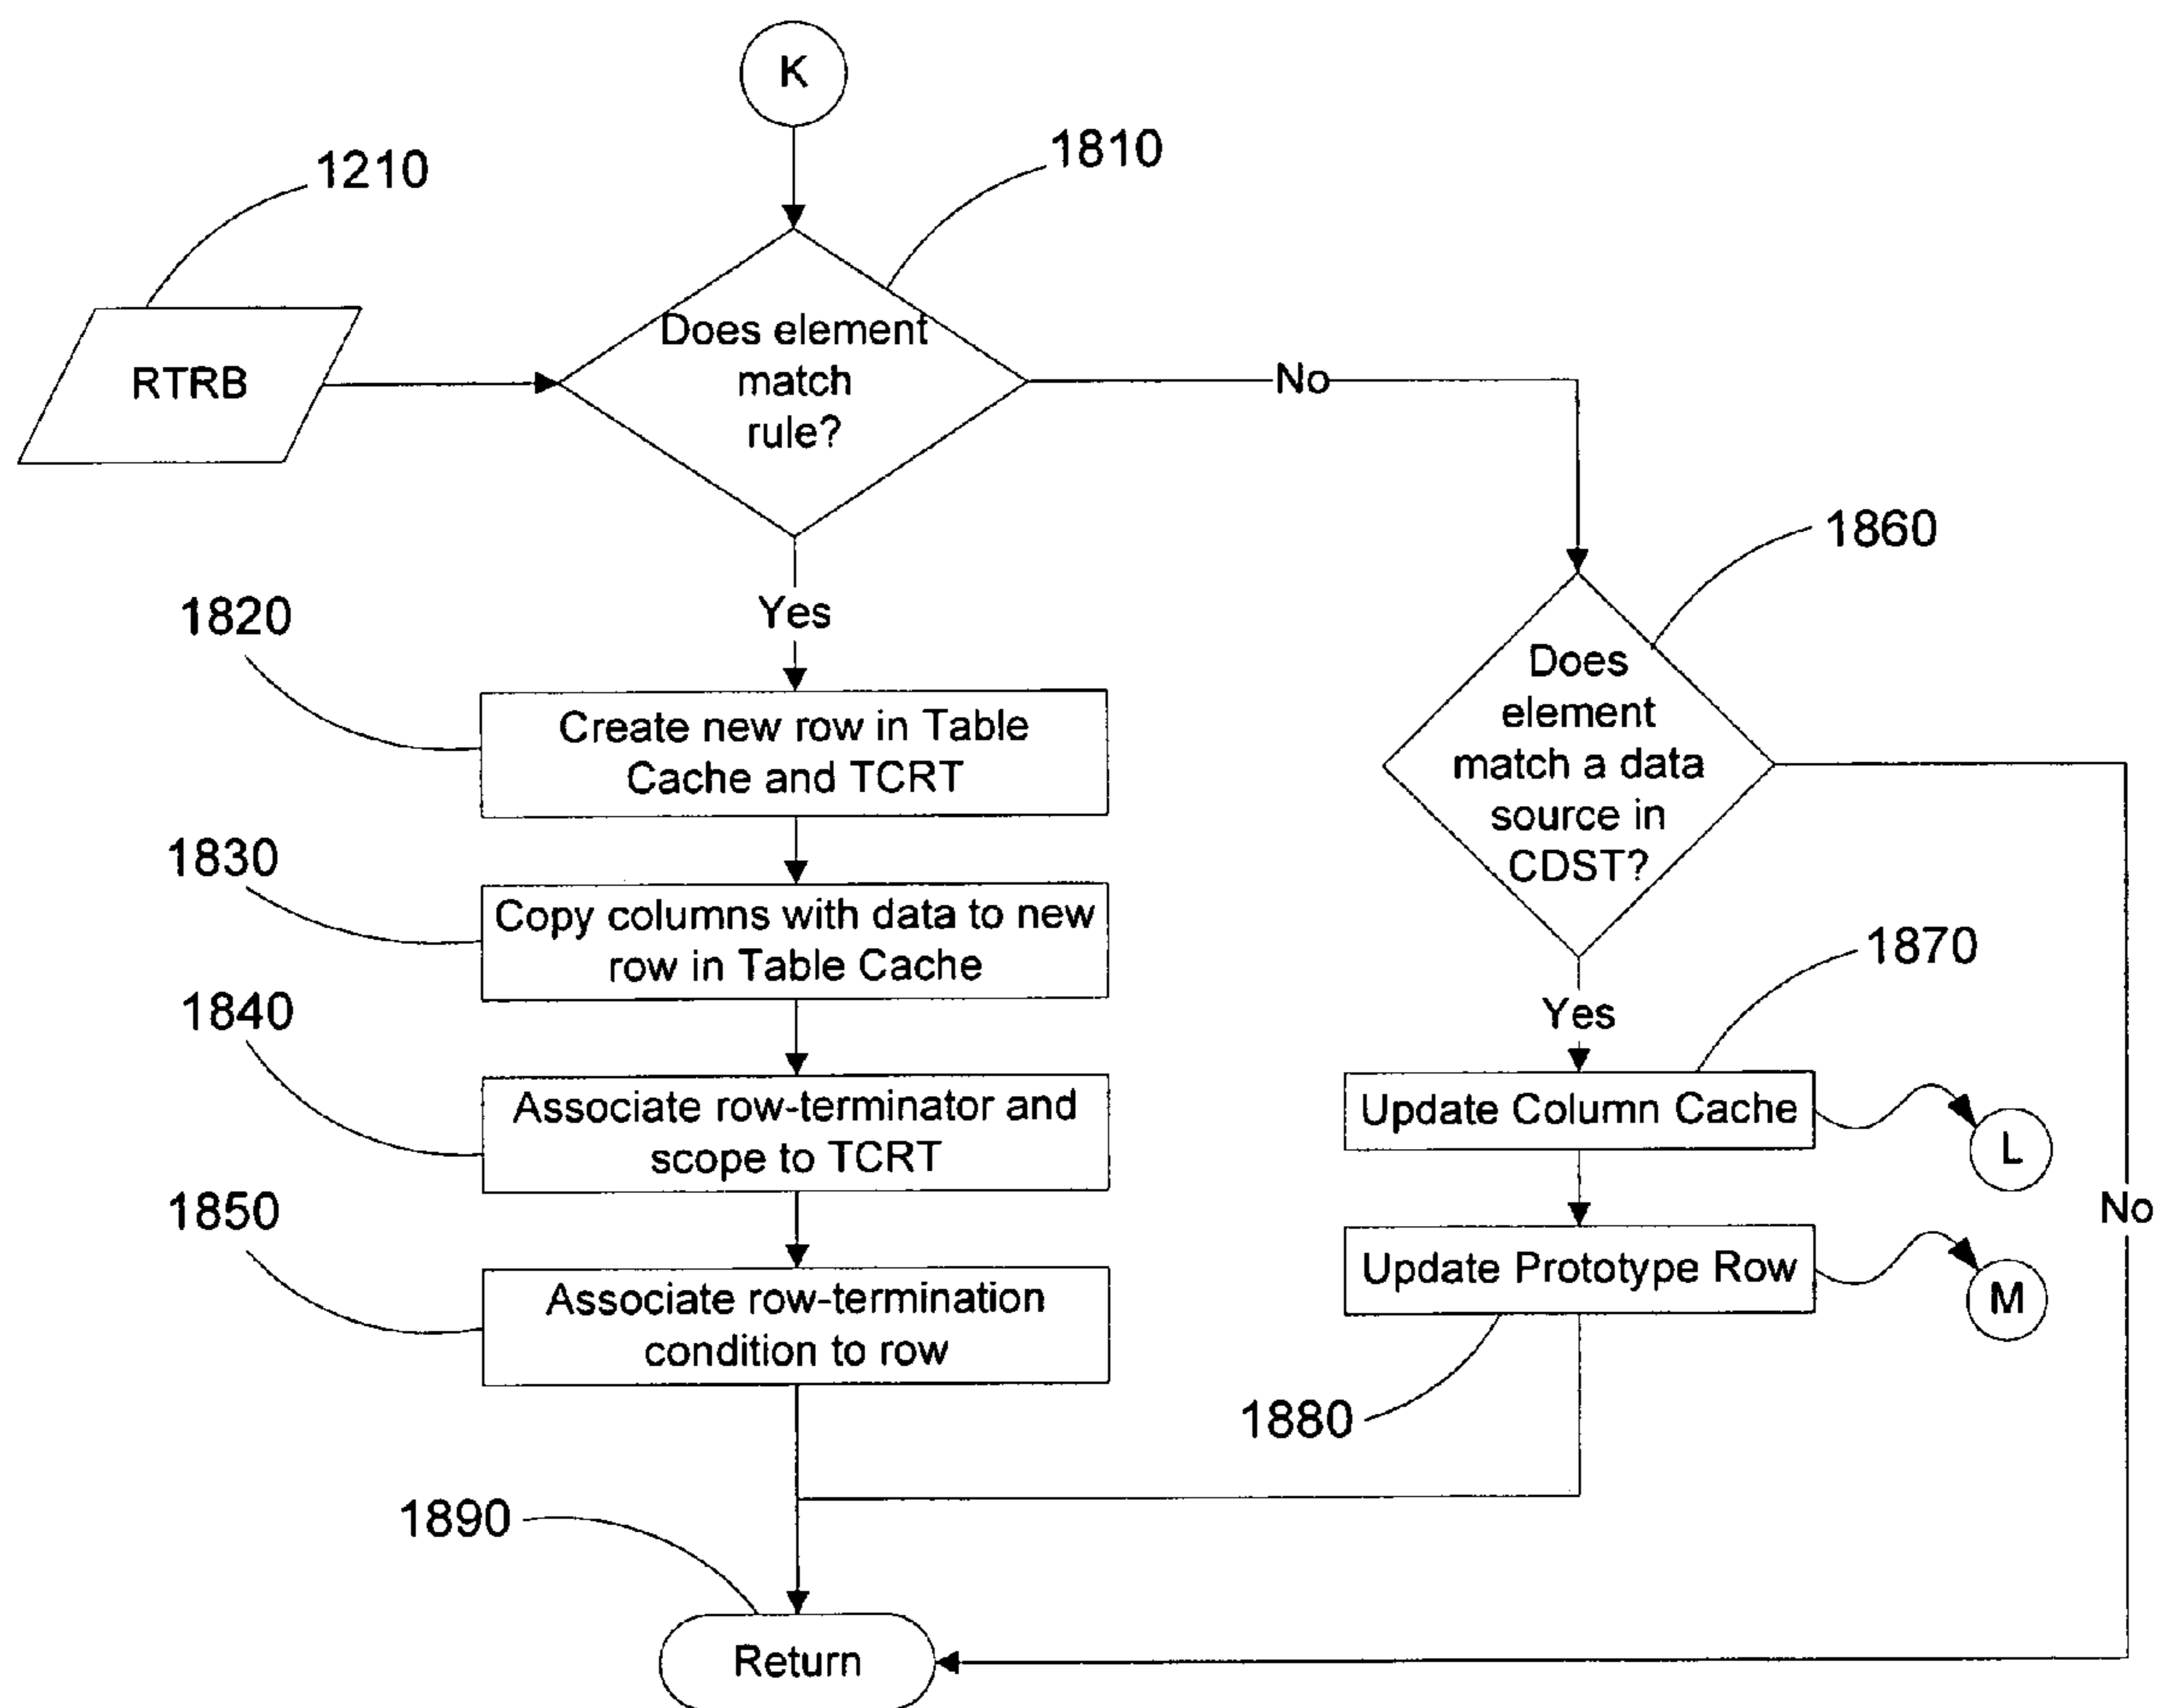 K
1810
1210
Does element
match
rule?
RTRB
No
1860
Yes
1820
Does
element
match a data
source in
CDST?
Create new row in Table
Cache and TCRT
1830
Copy columns with data to new
row in Table Cache
1870
1840
Yes
Associate row-terminator and
scope to TCRT
Update Column Cache
L
1850
No
Associate row-termination
condition to row
Update Prototype Row
M
1880
1890
Return